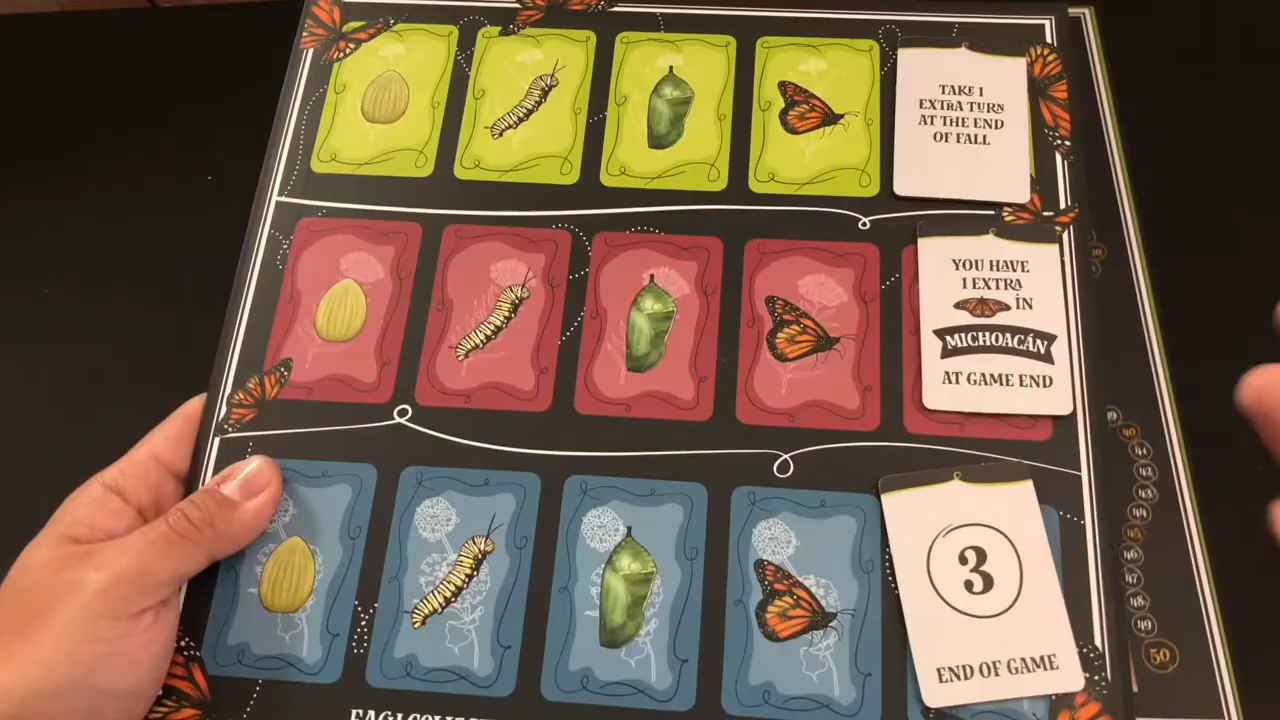 TAKE 1
EXTRA TURN
AT THE END
OF FALL
YOU HAVE
1 EXTRA
IN
MICHOACÁN
AT GAME END
3
END OF GAME
39
40
41
42
43
44
45
46
47
48
49
50